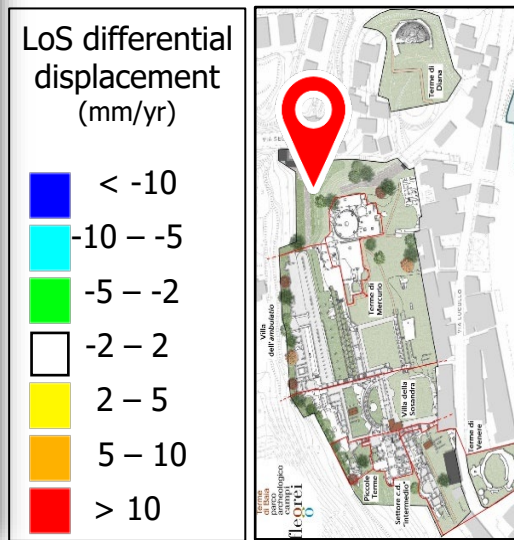 LoS differential
displacement
(mm/yr)
< -10
-10 – -5
-5 – -2
-2 – 2
2 – 5
5 – 10
> 10
Terme di
Diana
VIA LUCULLO
Villa
dell'ambulatio
Terme di
Mercurio
Villa della
Sosandra
Terme di
Venere
Piccole
Terme
Settore c.d.
"intermedio"
Terme
di Baia
parco
archeologico
campi
flegrei